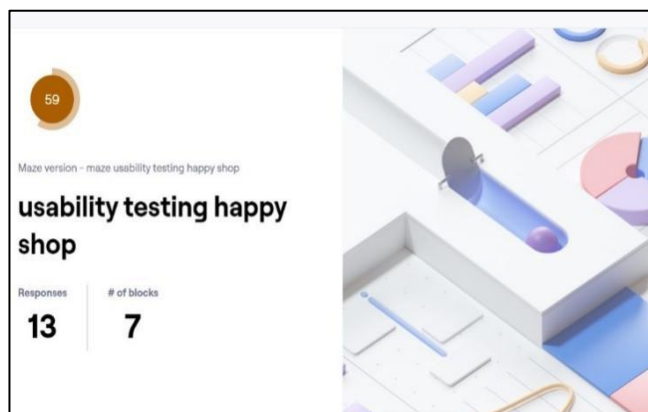 59
Maze version - maze usability testing happy shop
usability testing happy
shop
Responses # of blocks
13 7